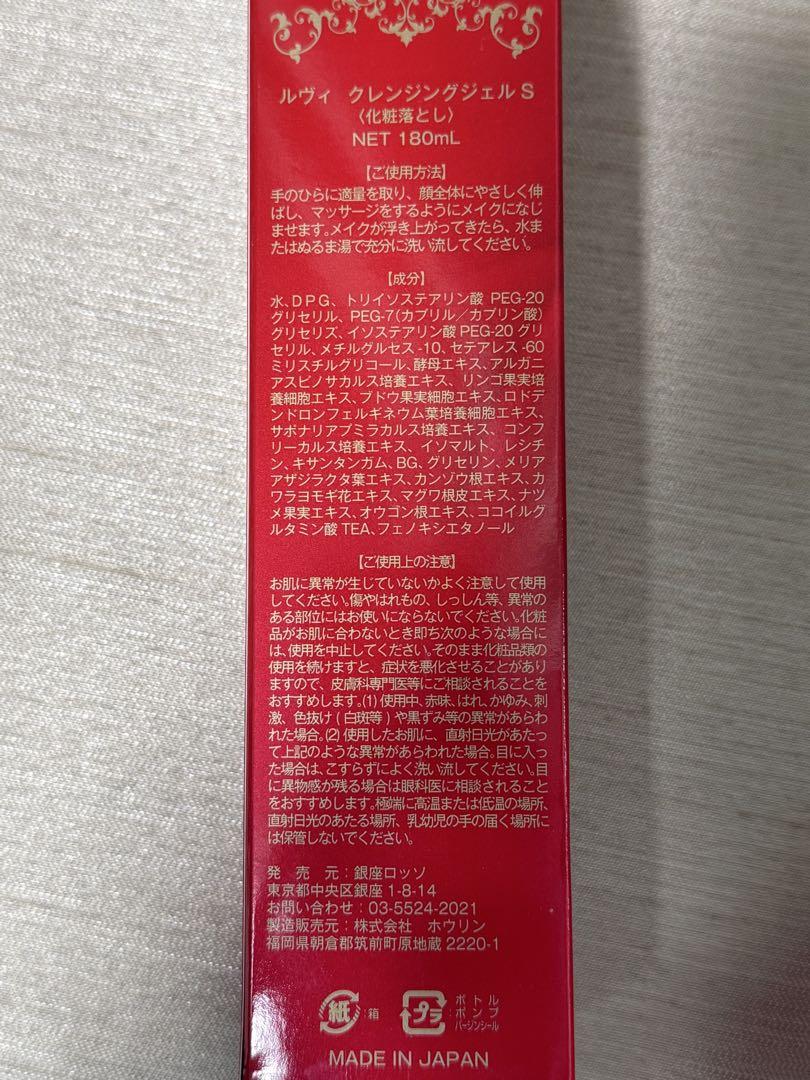 ルヴィ クレンジングジェルS
〈化粧落とし〉
NET 180mL
【ご使用方法】
手のひらに適量を取り、顔全体にやさしく伸
ばし、マッサージをするようにメイクになじ
ませます。メイクが浮き上がってきたら、水ま
たはぬるま湯で充分に洗い流してください。
【成分】
水、DPG、トリイソステアリン酸 PEG-20
グリセリル、PEG-7(カプリル/カプリン酸)
グリセリズ、イソステアリン酸 PEG-20 グリ
セリル、メチルグルセス -10、セテアレス -60
ミリスチルグリコール、酵母エキス、アルガニ
アスピノサカルス培養エキス、リンゴ果実培
養細胞エキス、ブドウ果実細胞エキス、ロドデ
ンドロンフェルギネウム葉培養細胞エキス、
サポナリアプミラカルス培養エキス、コンフ
リーカルス培養エキス、イソマルト、レシチ
ン、キサンタンガム、BG、グリセリン、メリア
アザジラクタ葉エキス、カンゾウ根エキス、カ
ワラヨモギ花エキス、マグワ根皮エキス、ナツ
メ果実エキス、オウゴン根エキス、ココイルグ
ルタミン酸 TEA、フェノキシエタノール
【ご使用上の注意】
お肌に異常が生じていないかよく注意して使用
してください。傷やはれもの、しっしん等、異常の
ある部位にはお使いにならないでください。化粧
品がお肌に合わないとき即ち次のような場合に
は、使用を中止してください。そのまま化粧品類の
使用を続けますと、症状を悪化させることがあり
ますので、皮膚科専門医等にご相談されることを
おすすめします。(1) 使用中、赤味、はれ、かゆみ、刺
激、色抜け(白斑等)や黒ずみ等の異常があらわ
れた場合。(2) 使用したお肌に、直射日光があたっ
て上記のような異常があらわれた場合。目に入っ
た場合は、こすらずによく洗い流してください。目
に異物感が残る場合は眼科医に相談されること
をおすすめします。極端に高温または低温の場所、
直射日光のあたる場所、乳幼児の手の届く場所に
は保管しないでください。
発 売 元：銀座ロッソ
東京都中央区銀座 1-8-14
お問い合わせ：03-5524-2021
製造販売元：株式会社 ホウリン
福岡県朝倉郡筑前町原地蔵 2220-1
紙：箱
プラ：ボトル
ポンプ
バージンシール
MADE IN JAPAN